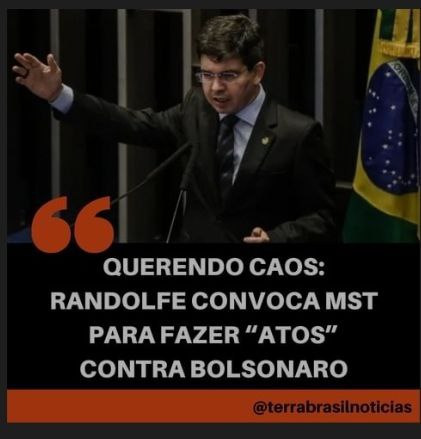 QUERENDO CAOS:
RANDOLFE CONVOCA MST
PARA FAZER “ATOS”
CONTRA BOLSONARO
@terrabrasilnoticias